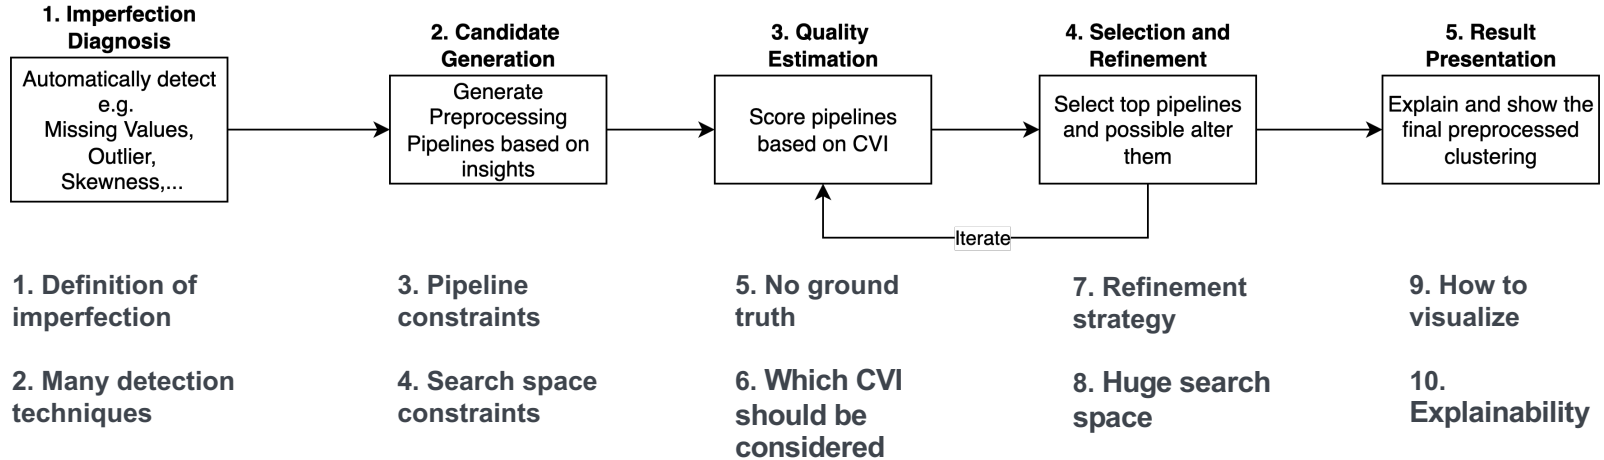 1. Imperfection
Diagnosis
Automatically detect
e.g.
Missing Values,
Outlier,
Skewness,...
2. Candidate
Generation
Generate
Preprocessing
Pipelines based on
insights
3. Quality
Estimation
Score pipelines
based on CVI
4. Selection and
Refinement
Select top pipelines
and possible alter
them
5. Result
Presentation
Explain and show the
final preprocessed
clustering
Iterate
1. Definition of
imperfection
2. Many detection
techniques
3. Pipeline
constraints
4. Search space
constraints
5. No ground
truth
6. Which CVI
should be
considered
7. Refinement
strategy
8. Huge search
space
9. How to
visualize
10.
Explainability